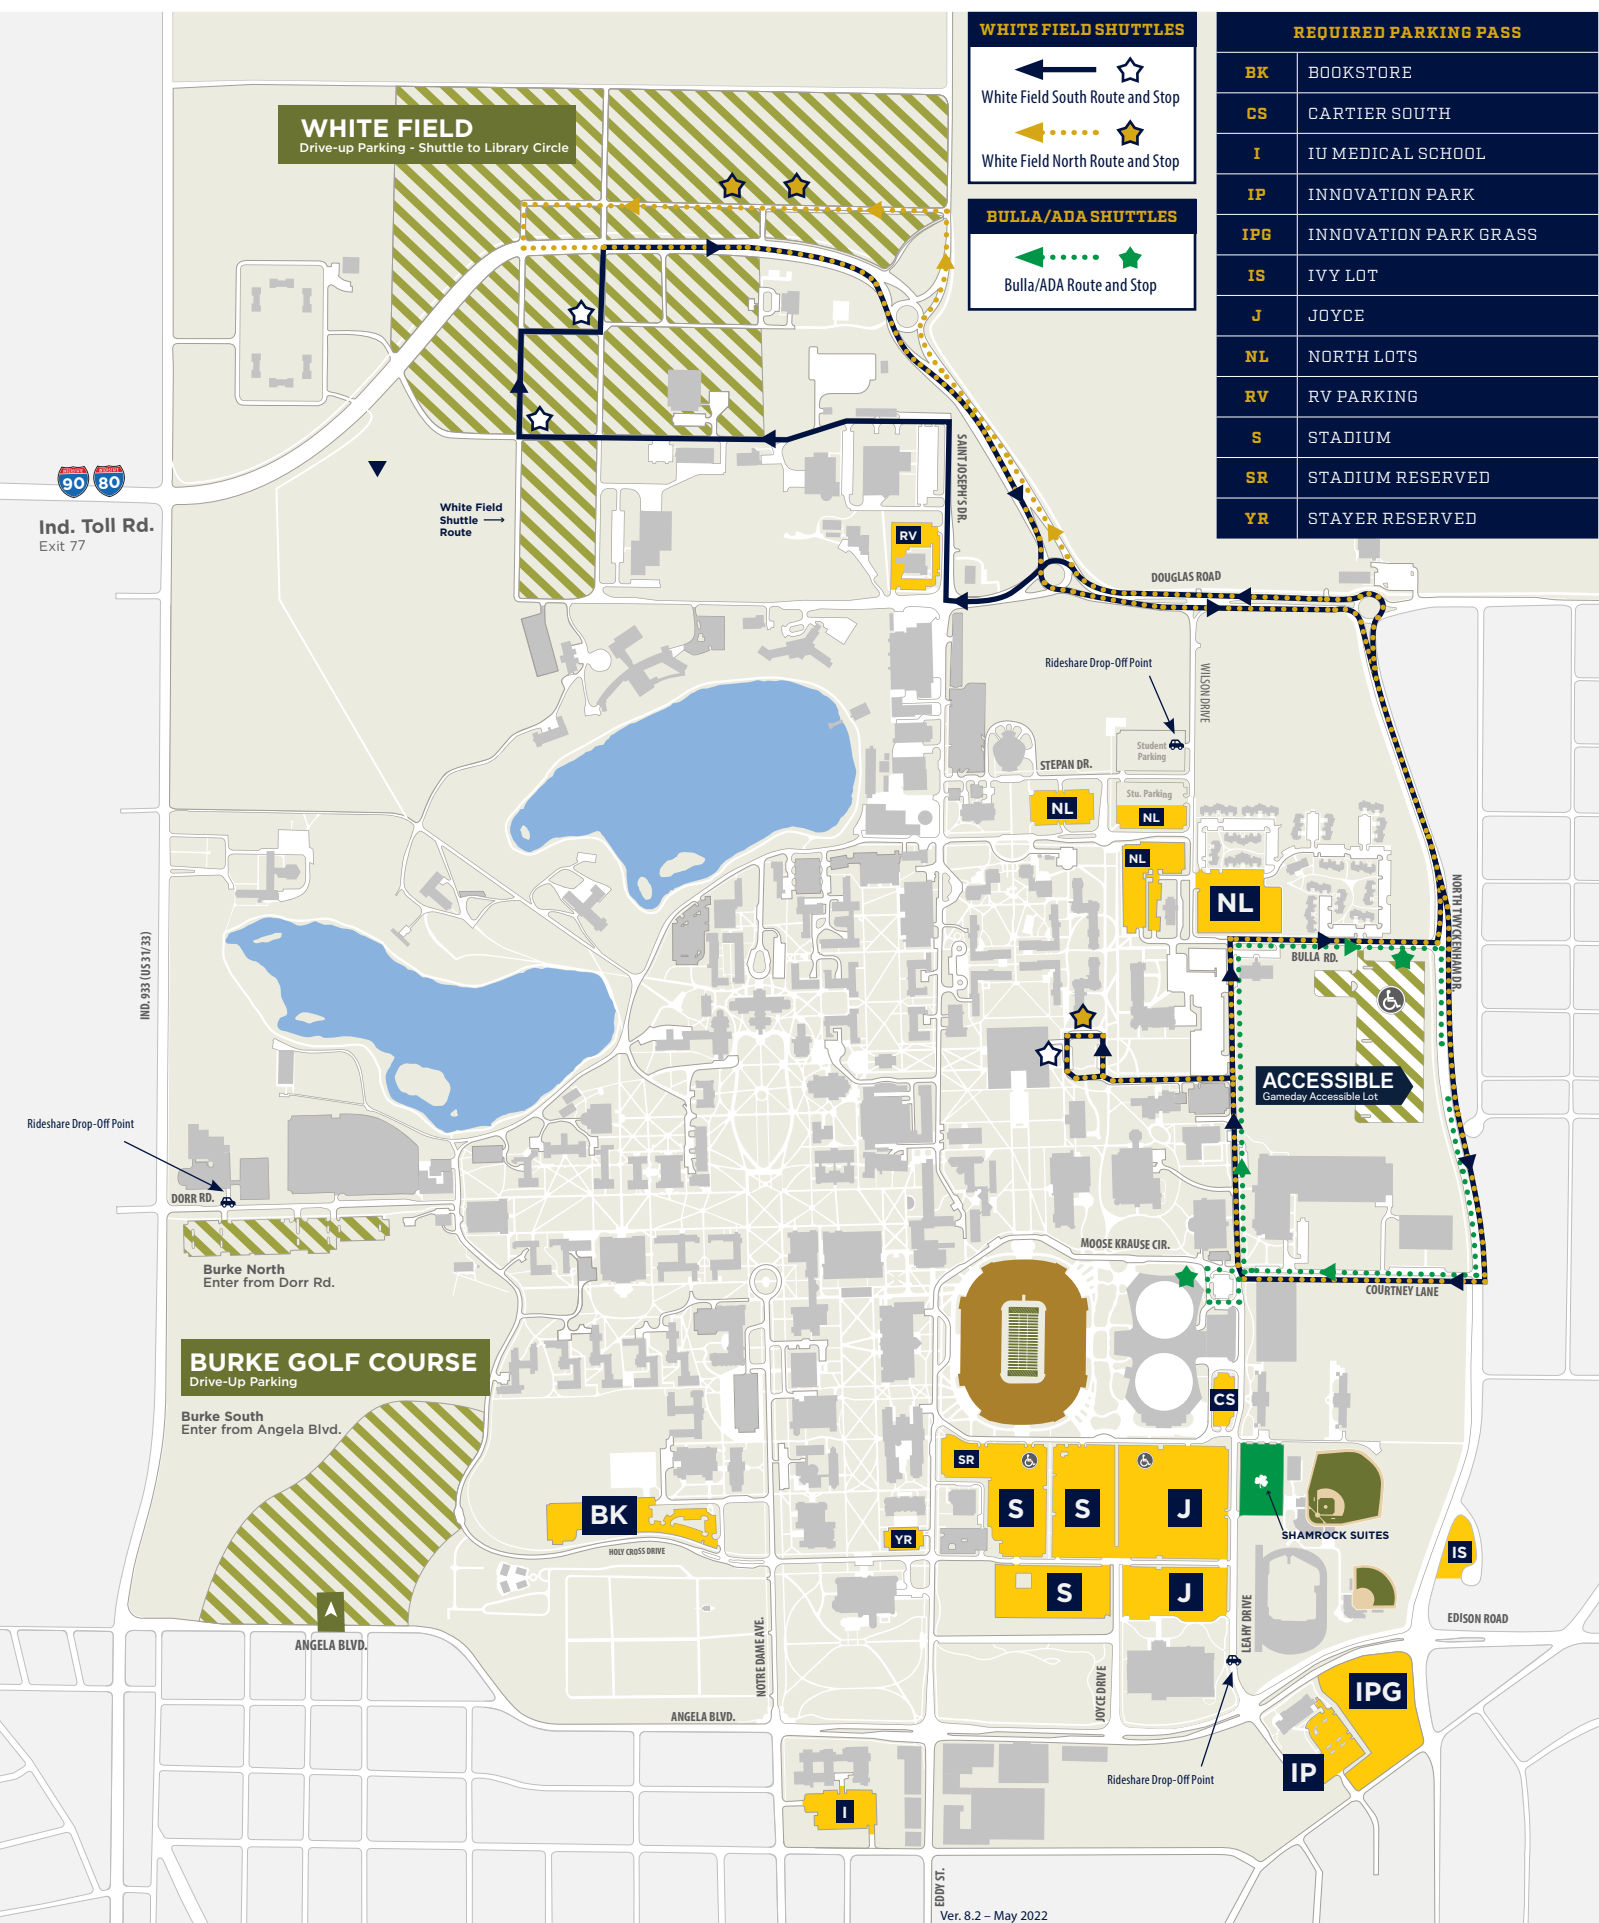 WHITE FIELD SHUTTLES
White Field South Route and Stop
White Field North Route and Stop
BULLA/ADA SHUTTLES
Bulla/ADA Route and Stop
REQUIRED PARKING PASS
BK BOOKSTORE
CS CARTIER SOUTH
I IU MEDICAL SCHOOL
IP INNOVATION PARK
IPG INNOVATION PARK GRASS
IS IVY LOT
J JOYCE
NL NORTH LOTS
RV RV PARKING
S STADIUM
SR STADIUM RESERVED
YR STAYER RESERVED
WHITE FIELD
Drive-up Parking - Shuttle to Library Circle
90 80
Ind. Toll Rd.
Exit 77
White Field
Shuttle
Route
SAINT JOSEPH'S DR.
RV
DOUGLAS ROAD
Rideshare Drop-Off Point
WILSON DRIVE
Student
Parking
STEPAN DR.
Stu. Parking
NL
NL
NL
NL
NORTH TWYCKENHAM DR.
BULLA RD.
IND. 933 (US 31/33)
ACCESSIBLE
Gameday Accessible Lot
Rideshare Drop-Off Point
DORR RD.
Burke North
Enter from Dorr Rd.
MOOSE KRAUSE CIR.
COURTNEY LANE
BURKE GOLF COURSE
Drive-Up Parking
Burke South
Enter from Angela Blvd.
CS
SR
S
S
J
BK
YR
HOLY CROSS DRIVE
SHAMROCK SUITES
IS
S
J
LEAHY DRIVE
EDISON ROAD
ANGELA BLVD.
NOTRE DAME AVE.
JOYCE DRIVE
ANGELA BLVD.
IPG
IP
Rideshare Drop-Off Point
I
EDDY ST.
Ver. 8.2 – May 2022